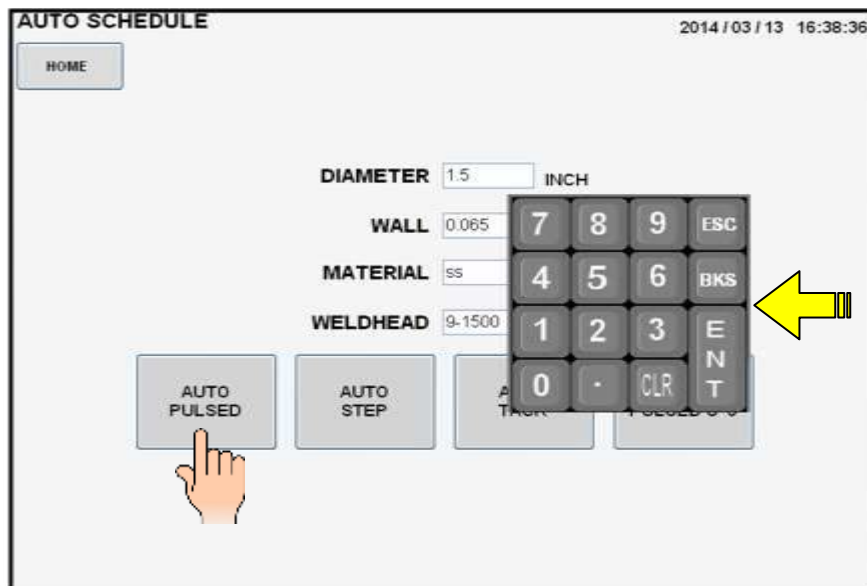 AUTO SCHEDULE
2014 / 03 / 13 16:38:36
HOME
DIAMETER 1.5 INCH
WALL 0.065
MATERIAL ss
WELDHEAD 9-1500
7 8 9 ESC
4 5 6 BKS
1 2 3 ENT
0 . CLR
AUTO
PULSED
AUTO
STEP